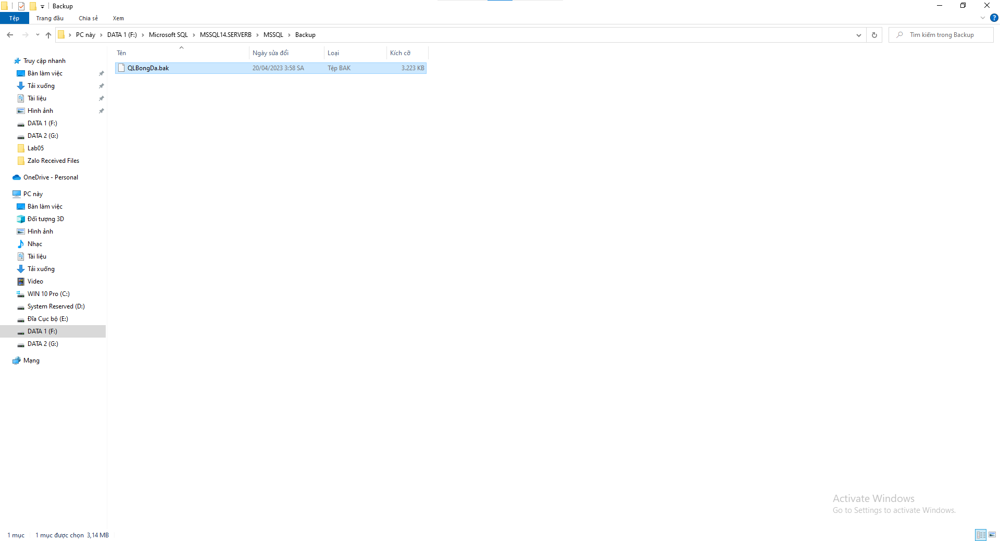 Backup
Tệp Trang đầu Chia sẻ Xem
PC này DATA 1 (F:) Microsoft SQL MSSQL14.SERVERB MSSQL Backup
Tìm kiếm trong Backup
Tên Ngày sửa đổi Loại Kích cỡ
QLBongDa.bak 20/04/2023 3:58 SA Tệp BAK 3.223 KB
Truy cập nhanh
Bàn làm việc
Tải xuống
Tài liệu
Hình ảnh
DATA 1 (F:)
DATA 2 (G:)
Lab05
Zalo Received Files
OneDrive - Personal
PC này
Bàn làm việc
Đối tượng 3D
Hình ảnh
Nhạc
Tài liệu
Tải xuống
Video
WIN 10 Pro (C:)
System Reserved (D:)
Đĩa Cục bộ (E:)
DATA 1 (F:)
DATA 2 (G:)
Mạng
Activate Windows
Go to Settings to activate Windows.
1 mục 1 mục được chọn 3,14 MB